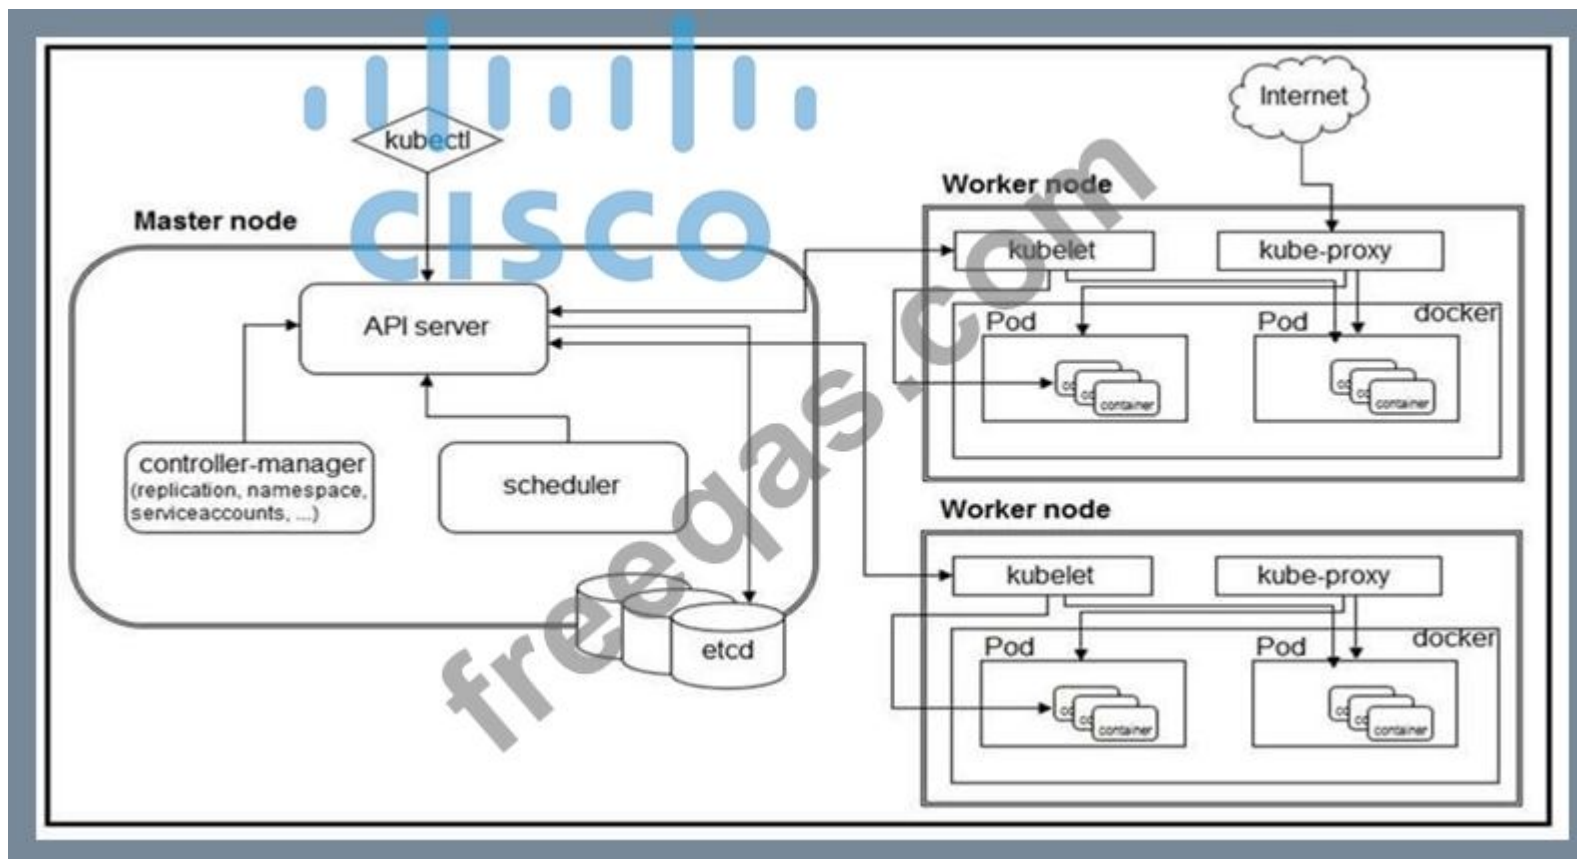 CISCO
kubectl
Master node
API server
controller-manager
(replication, namespace,
serviceaccounts, ...)
scheduler
etcd
Internet
Worker node
kubelet
kube-proxy
docker
Pod
Pod
container
container
Worker node
kubelet
kube-proxy
docker
Pod
Pod
container
container
freeqas.com